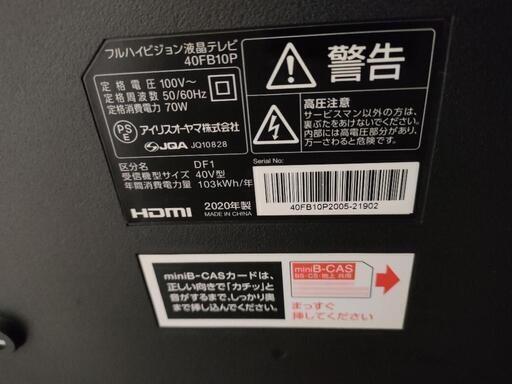 フルハイビジョン液晶テレビ
40FB10P
定格電圧 100V～
定格周波数 50/60Hz
定格消費電力 70W
PS
E
アイリスオーヤマ株式会社
JQA JQ10828
区分名 DF1
受信機型サイズ 40V型
年間消費電力量 103kWh/年
HDMI
2020年製
MADE IN CHINA
警告
高圧注意
サービスマン以外の方は、
裏ぶたをあけないでください。
内部には高電圧部分があり、
万一さわると危険です。
Serial No:
40FB10P2005-21902
miniB-CASカードは、
正しい向きで「カチッ」と
音がするまで、しっかり奥
まで挿し込んでください。
miniB-CAS
BS・CS・地上 共用
まっすぐ
挿してください